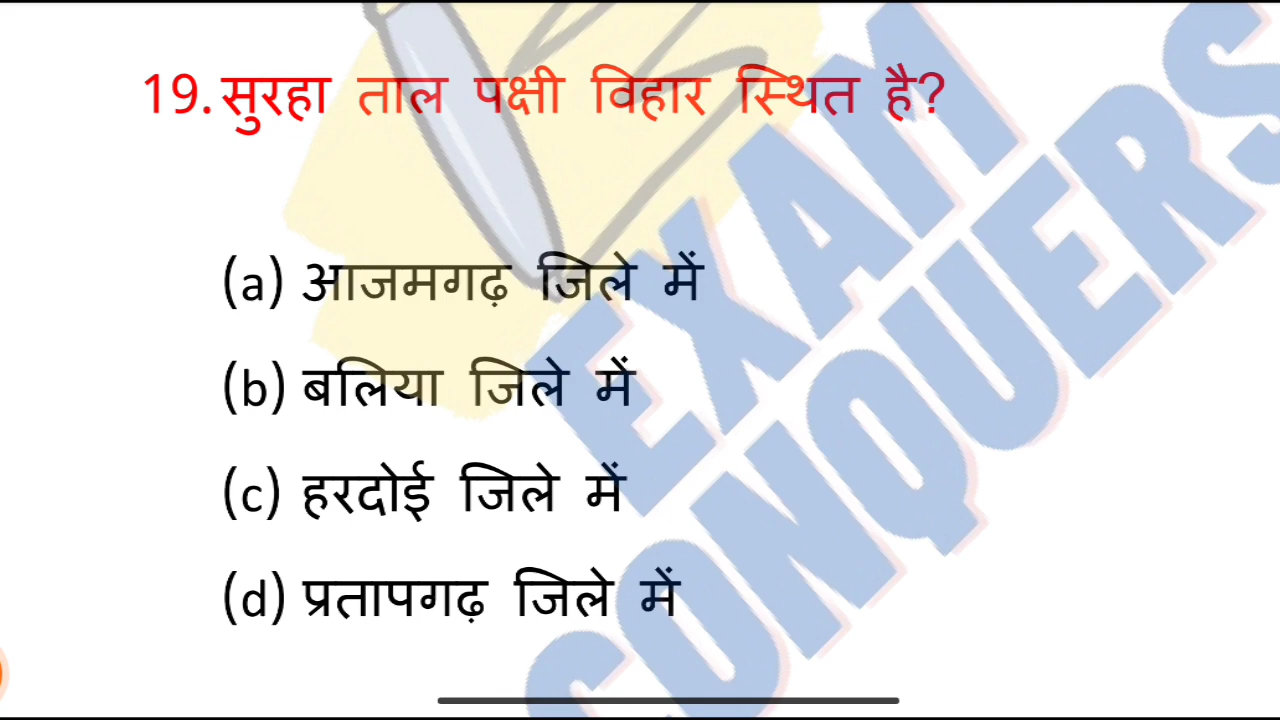 19. सुरहा ताल पक्षी विहार स्थित है?
(a) आजमगढ़ जिले में
(b) बलिया जिले में
(c) हरदोई जिले में
(d) प्रतापगढ़ जिले में
EXAM
CONQUERS